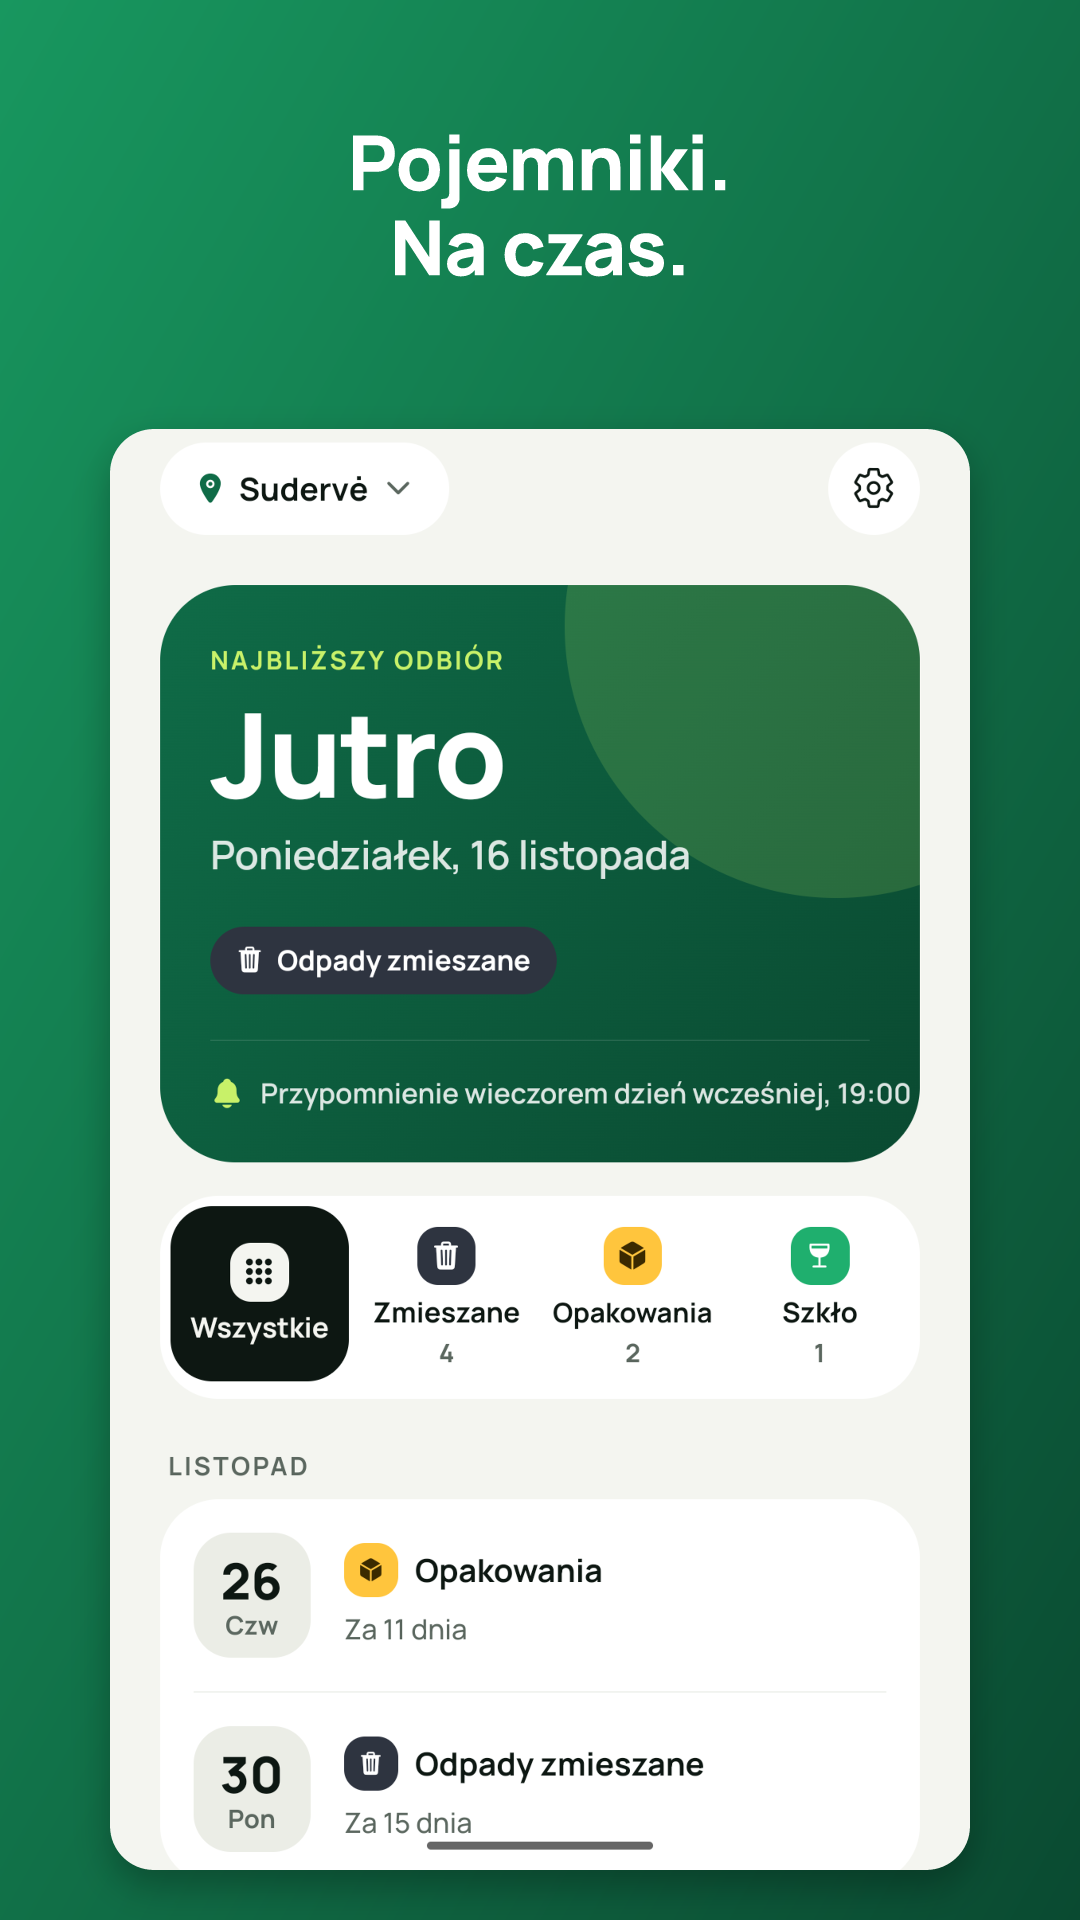 Pojemniki.
Na czas.
Sudervė
NAJBLIŻSZY ODBIÓR
Jutro
Poniedziałek, 16 listopada
Odpady zmieszane
Przypomnienie wieczorem dzień wcześniej, 19:00
Wszystkie
Zmieszane
4
Opakowania
2
Szkło
1
LISTOPAD
26
Czw
Opakowania
Za 11 dnia
30
Pon
Odpady zmieszane
Za 15 dnia